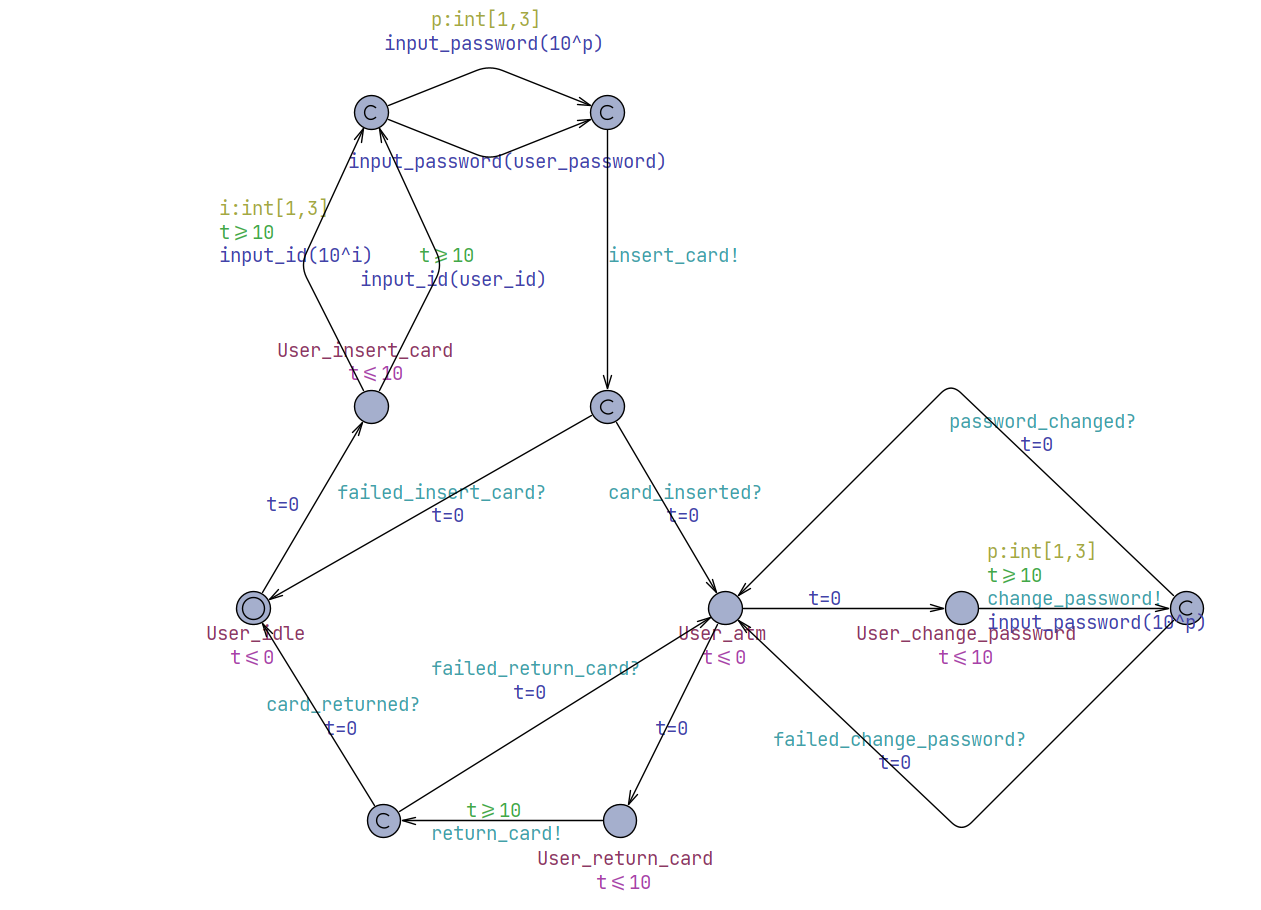 p:int[1,3]
input_password(10^p)
C
C
input_password(user_password)
i:int[1,3]
t⩾10
input_id(10^i)
t⩾10
input_id(user_id)
insert_card!
User_insert_card
t⩽10
C
password_changed?
t=0
failed_insert_card?
t=0
card_inserted?
t=0
t=0
p:int[1,3]
t⩾10
change_password!
input_password(10^p)
t=0
C
User_idle
t⩽0
User_atm
t⩽0
User_change_password
t⩽10
failed_return_card?
t=0
card_returned?
t=0
t=0
failed_change_password?
t=0
C
t⩾10
return_card!
User_return_card
t⩽10